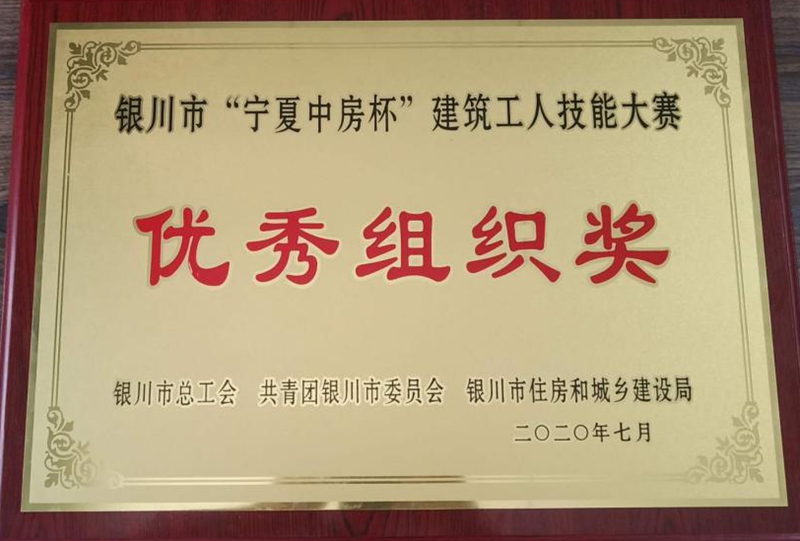 银川市“宁夏中房杯”建筑工人技能大赛
优秀组织奖
银川市总工会 共青团银川市委员会 银川市住房和城乡建设局
二〇二〇年七月